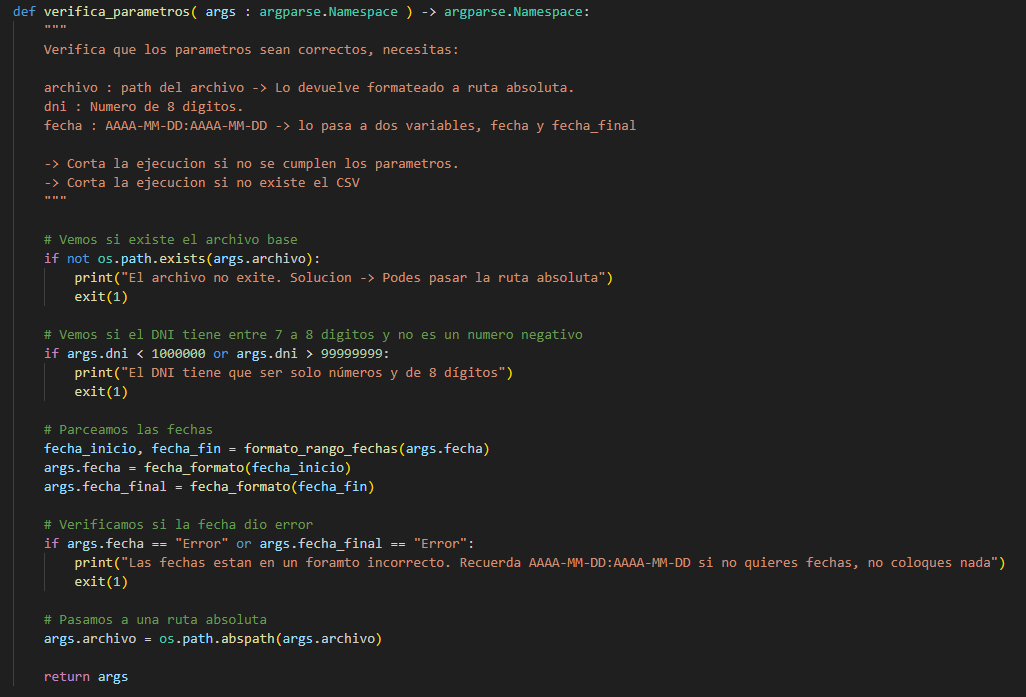 def verifica_parametros( args : argparse.Namespace ) -> argparse.Namespace:
"""
Verifica que los parametros sean correctos, necesitas:
archivo : path del archivo -> Lo devuelve formateado a ruta absoluta.
dni : Numero de 8 digitos.
fecha : AAAA-MM-DD:AAAA-MM-DD -> lo pasa a dos variables, fecha y fecha_final
-> Corta la ejecucion si no se cumplen los parametros.
-> Corta la ejecucion si no existe el CSV
"""
# Vemos si existe el archivo base
if not os.path.exists(args.archivo):
print("El archivo no exite. Solucion -> Podes pasar la ruta absoluta")
exit(1)
# Vemos si el DNI tiene entre 7 a 8 digitos y no es un numero negativo
if args.dni < 1000000 or args.dni > 99999999:
print("El DNI tiene que ser solo números y de 8 dígitos")
exit(1)
# Parceamos las fechas
fecha_inicio, fecha_fin = formato_rango_fechas(args.fecha)
args.fecha = fecha_formato(fecha_inicio)
args.fecha_final = fecha_formato(fecha_fin)
# Verificamos si la fecha dio error
if args.fecha == "Error" or args.fecha_final == "Error":
print("Las fechas estan en un foramto incorrecto. Recuerda AAAA-MM-DD:AAAA-MM-DD si no quieres fechas, no coloques nada")
exit(1)
# Pasamos a una ruta absoluta
args.archivo = os.path.abspath(args.archivo)
return args